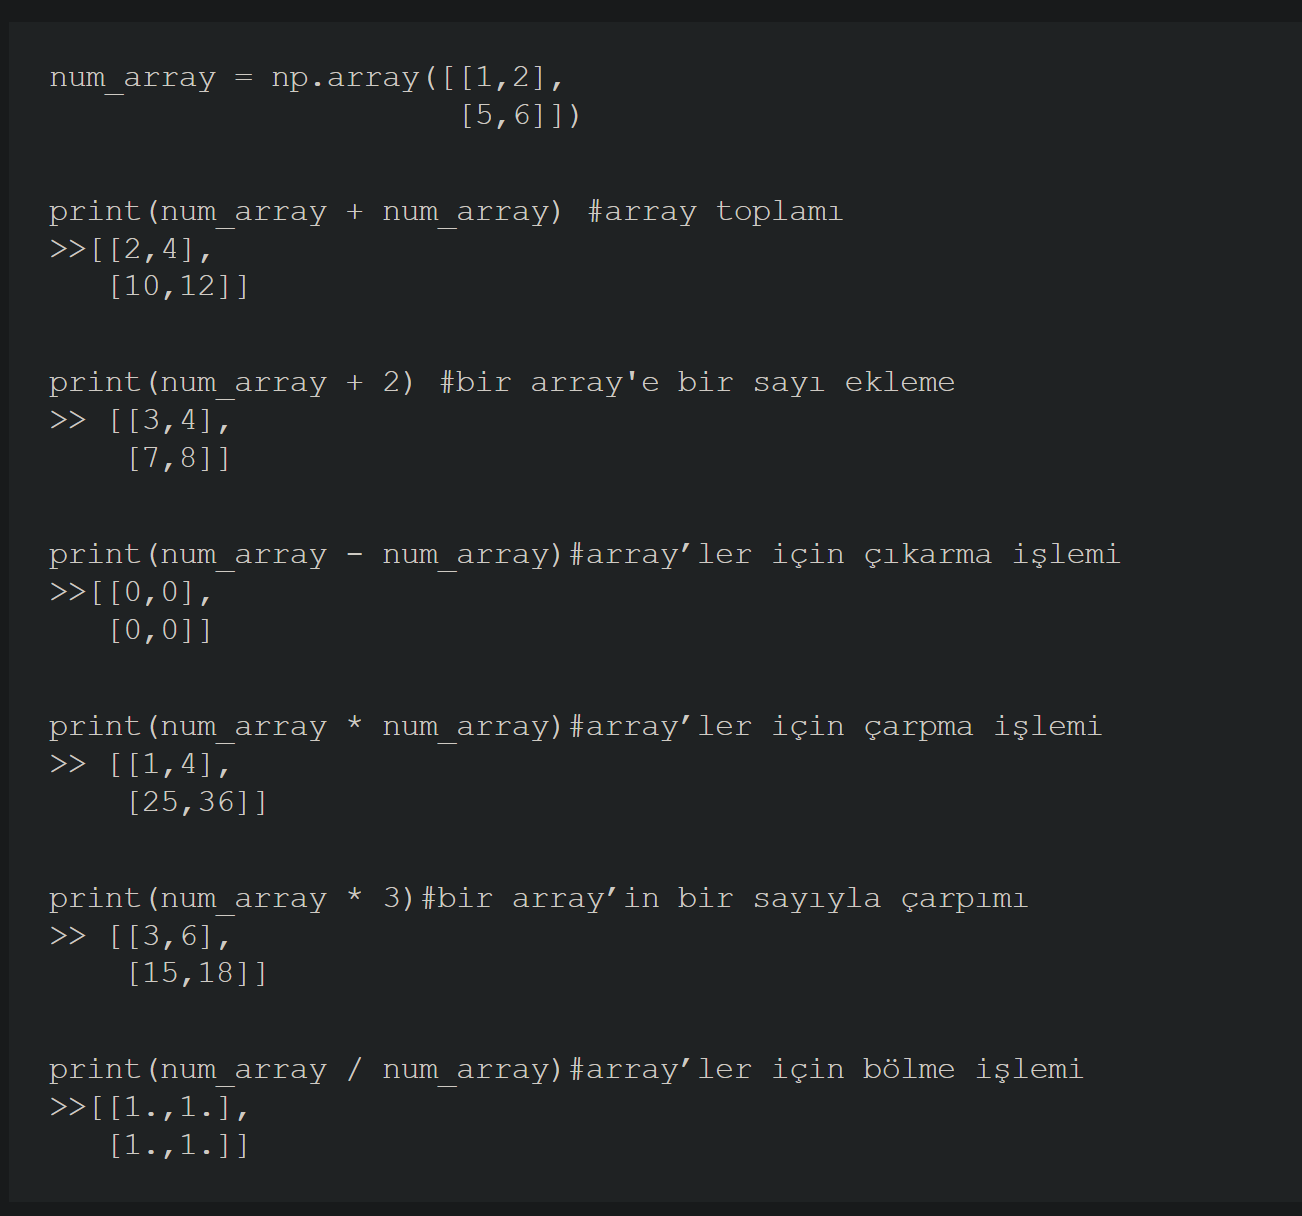 num_array = np.array([[1,2],
                      [5,6]])
print(num_array + num_array) #array toplamı
>>[[2,4],
   [10,12]]
print(num_array + 2) #bir array'e bir sayı ekleme
>> [[3,4],
    [7,8]]
print(num_array - num_array)#array’ler için çıkarma işlemi
>>[[0,0],
   [0,0]]
print(num_array * num_array)#array’ler için çarpma işlemi
>> [[1,4],
    [25,36]]
print(num_array * 3)#bir array’in bir sayıyla çarpımı
>> [[3,6],
    [15,18]]
print(num_array / num_array)#array’ler için bölme işlemi
>>[[1.,1.],
   [1.,1.]]